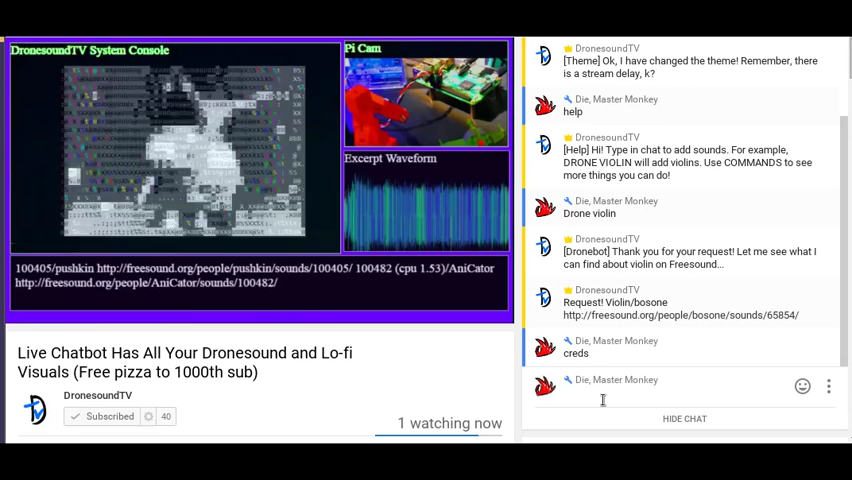 DronesoundTV System Console
Pi Cam
Excerpt Waveform
100405/pushkin http://freesound.org/people/pushkin/sounds/100405/ 100482 (cpu 1.53)/AniCator
http://freesound.org/people/AniCator/sounds/100482/
Live Chatbot Has All Your Dronesound and Lo-fi
Visuals (Free pizza to 1000th sub)
DronesoundTV
Subscribed 40
1 watching now
DronesoundTV
[Theme] Ok, I have changed the theme! Remember, there
is a stream delay, k?
Die, Master Monkey
help
DronesoundTV
[Help] Hi! Type in chat to add sounds. For example,
DRONE VIOLIN will add violins. Use COMMANDS to see
more things you can do!
Die, Master Monkey
Drone violin
DronesoundTV
[Dronebot] Thank you for your request! Let me see what I
can find about violin on Freesound...
DronesoundTV
Request! Violin/bosone
http://freesound.org/people/bosone/sounds/65854/
Die, Master Monkey
creds
Die, Master Monkey
HIDE CHAT